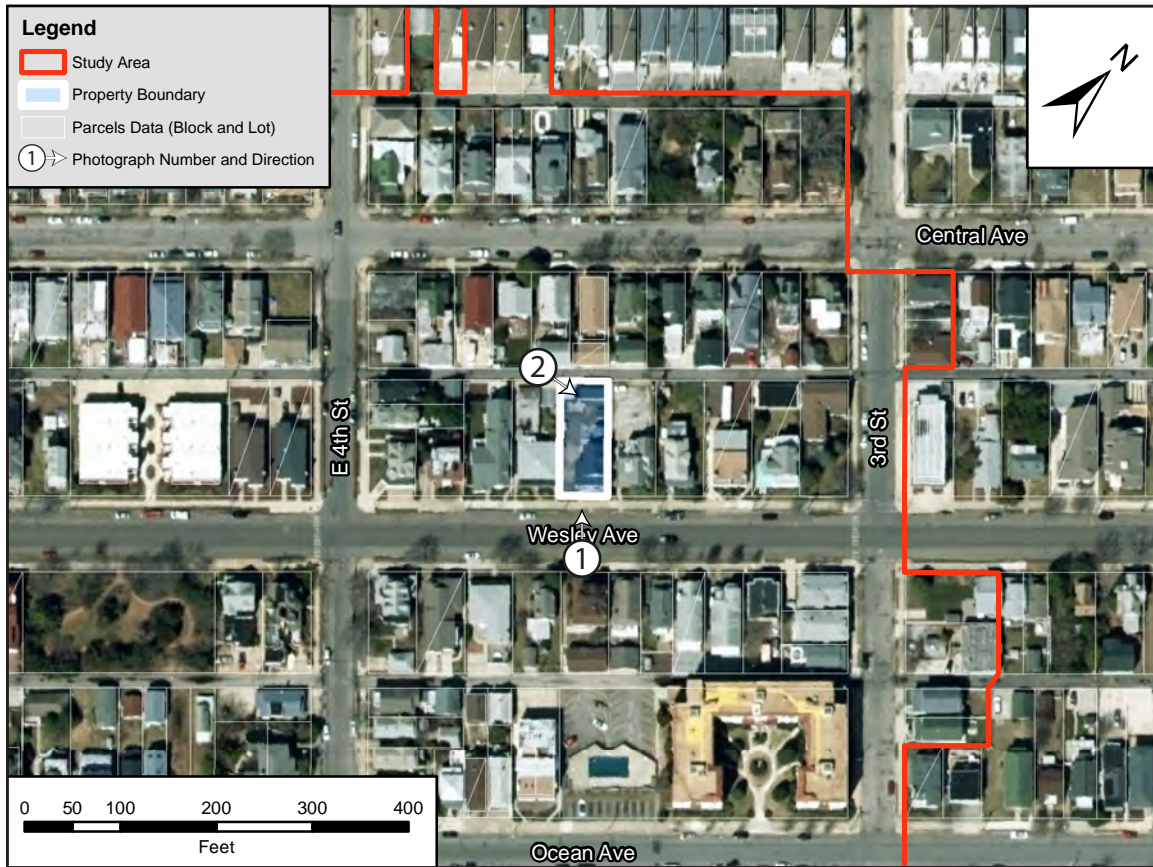 Legend
Study Area
Property Boundary
Parcels Data (Block and Lot)
1 Photograph Number and Direction
N
Central Ave
2
E 4th St
3rd St
Wesley Ave
1
0 50 100 200 300 400
Feet
Ocean Ave